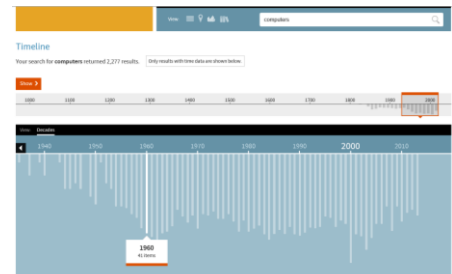 View
computers
Timeline
Your search for computers returned 2,277 results. Only results with time data are shown below
Show
1000 1100 1200 1300 1400 1500 1600 1700 1800 1900 2000
View Decades
1940 1950 1960 1970 1980 1990 2000 2010
1960
41 items